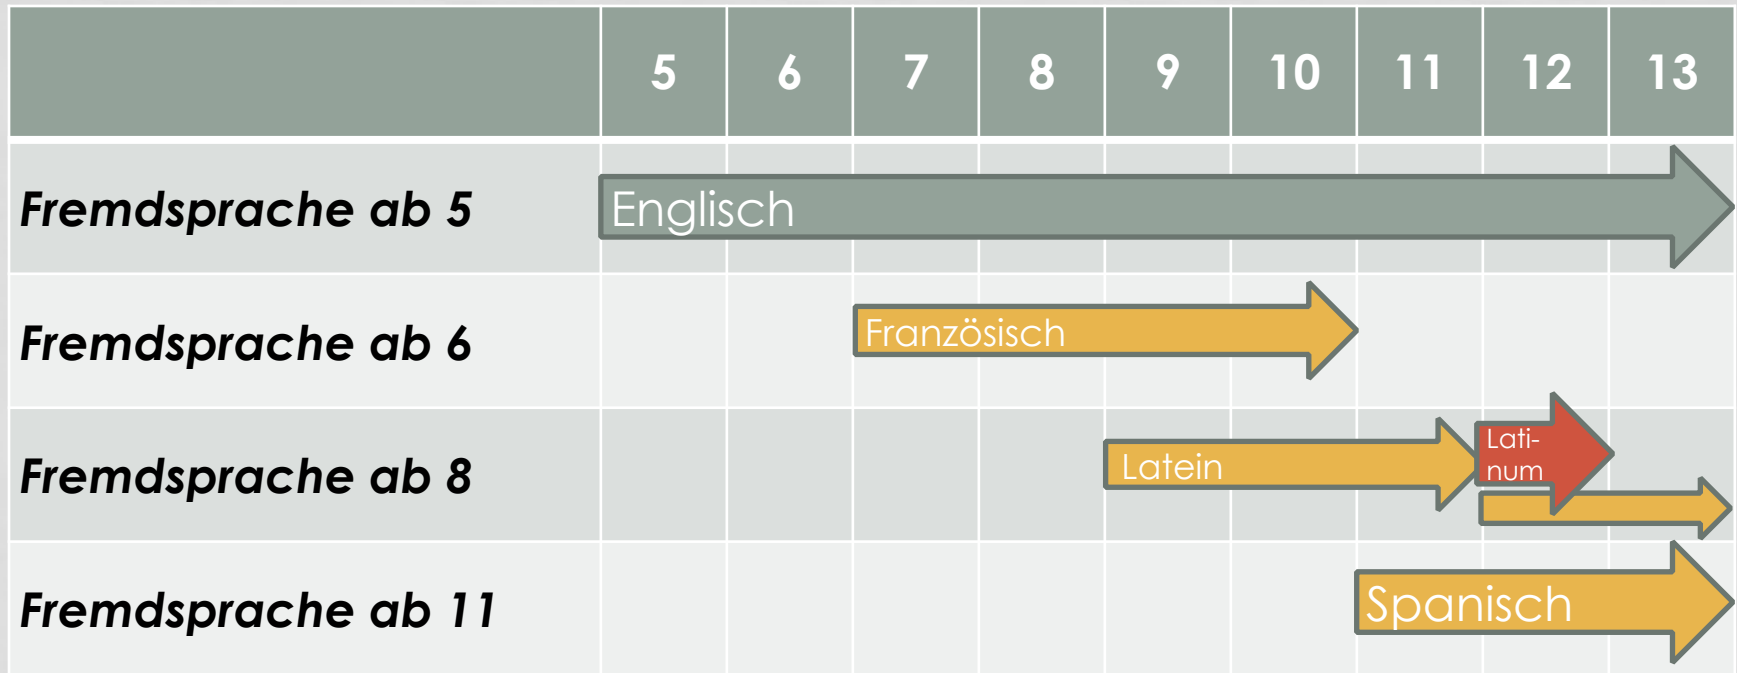 5 6 7 8 9 10 11 12 13
Fremdsprache ab 5
Englisch
Fremdsprache ab 6
Französisch
Fremdsprache ab 8
Latein
Lati-
num
Fremdsprache ab 11
Spanisch